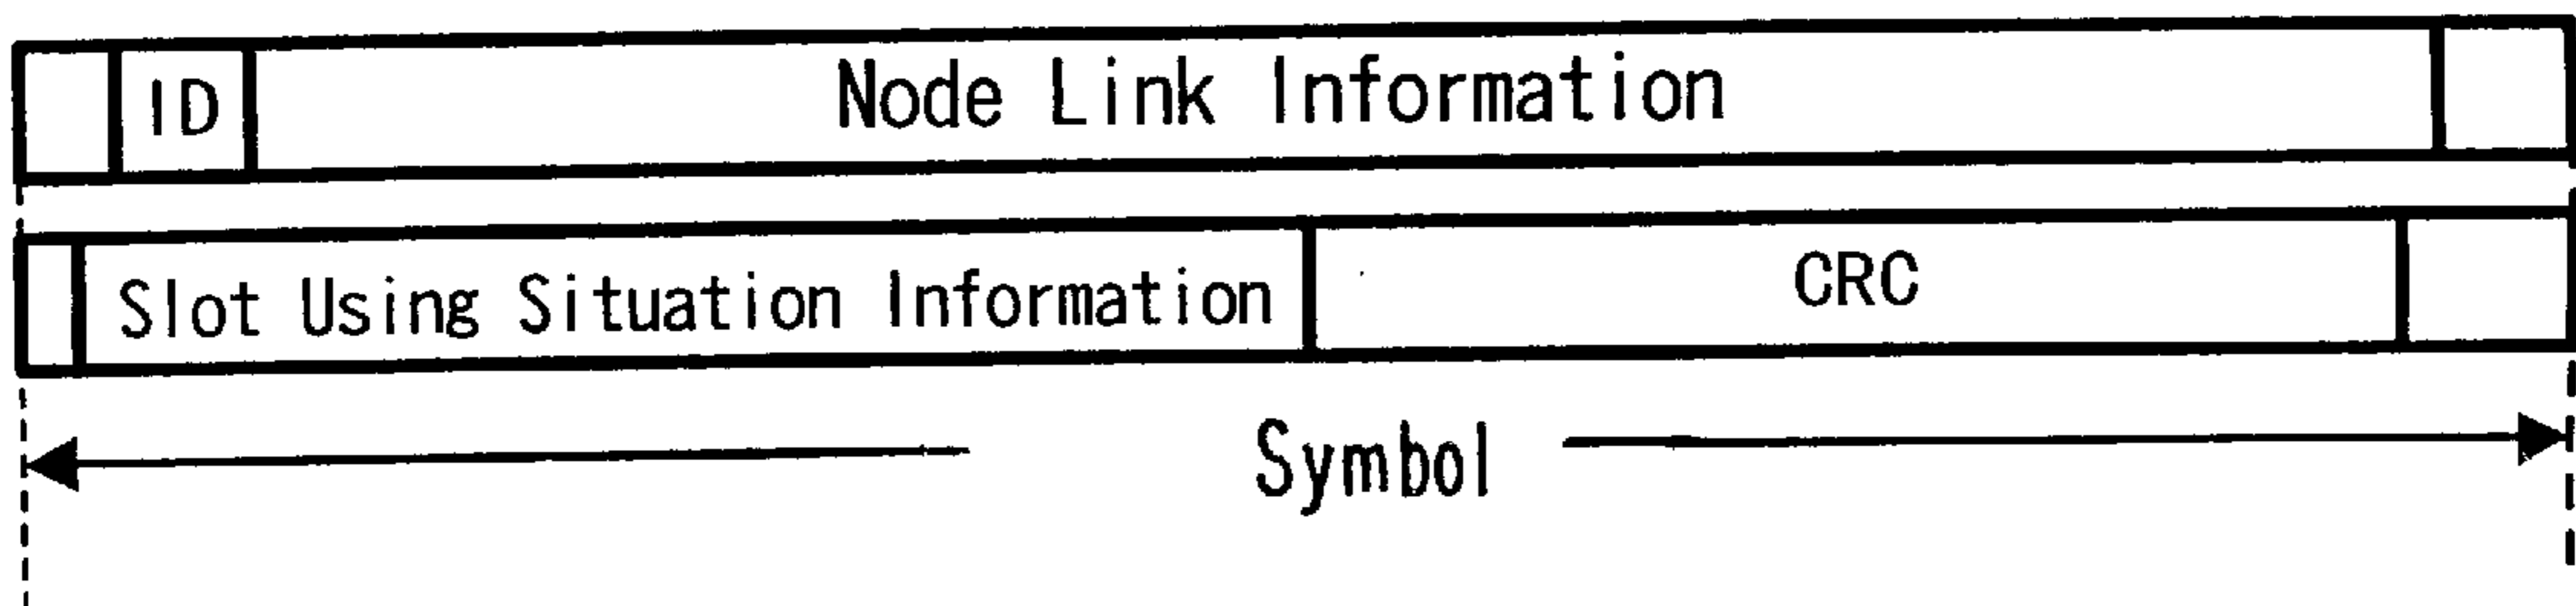 ID Node Link Information
Slot Using Situation Information CRC
Symbol